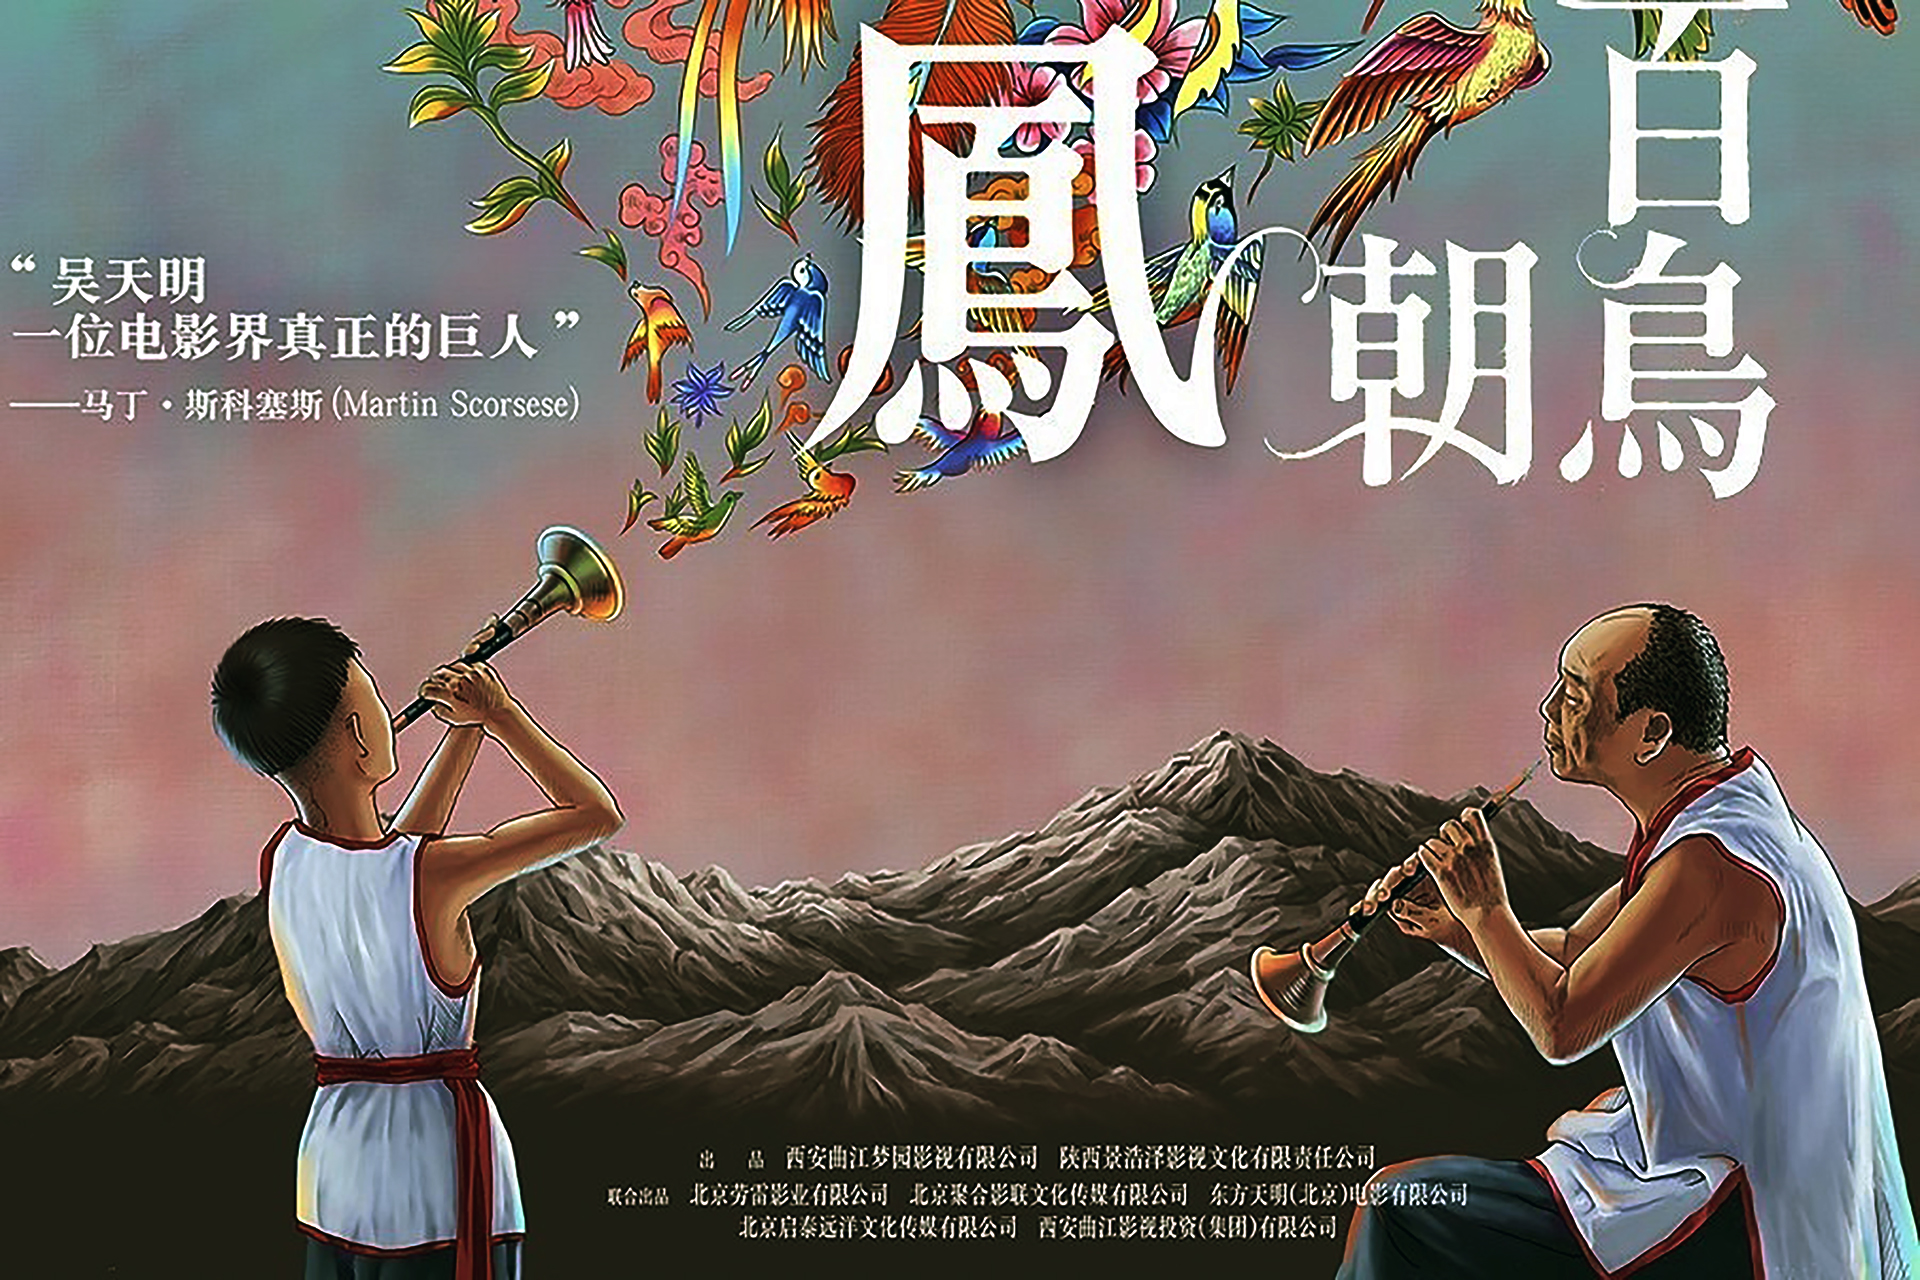 百鳥
朝
鳳
“吴天明
一位电影界真正的巨人”
——马丁·斯科塞斯(Martin Scorsese)
出 品 西安曲江梦园影视有限公司 陕西景浩泽影视文化有限责任公司
联合出品 北京劳雷影业有限公司 北京聚合影联文化传媒有限公司 东方天明(北京)电影有限公司
北京启泰远洋文化传媒有限公司 西安曲江影视投资(集团)有限公司